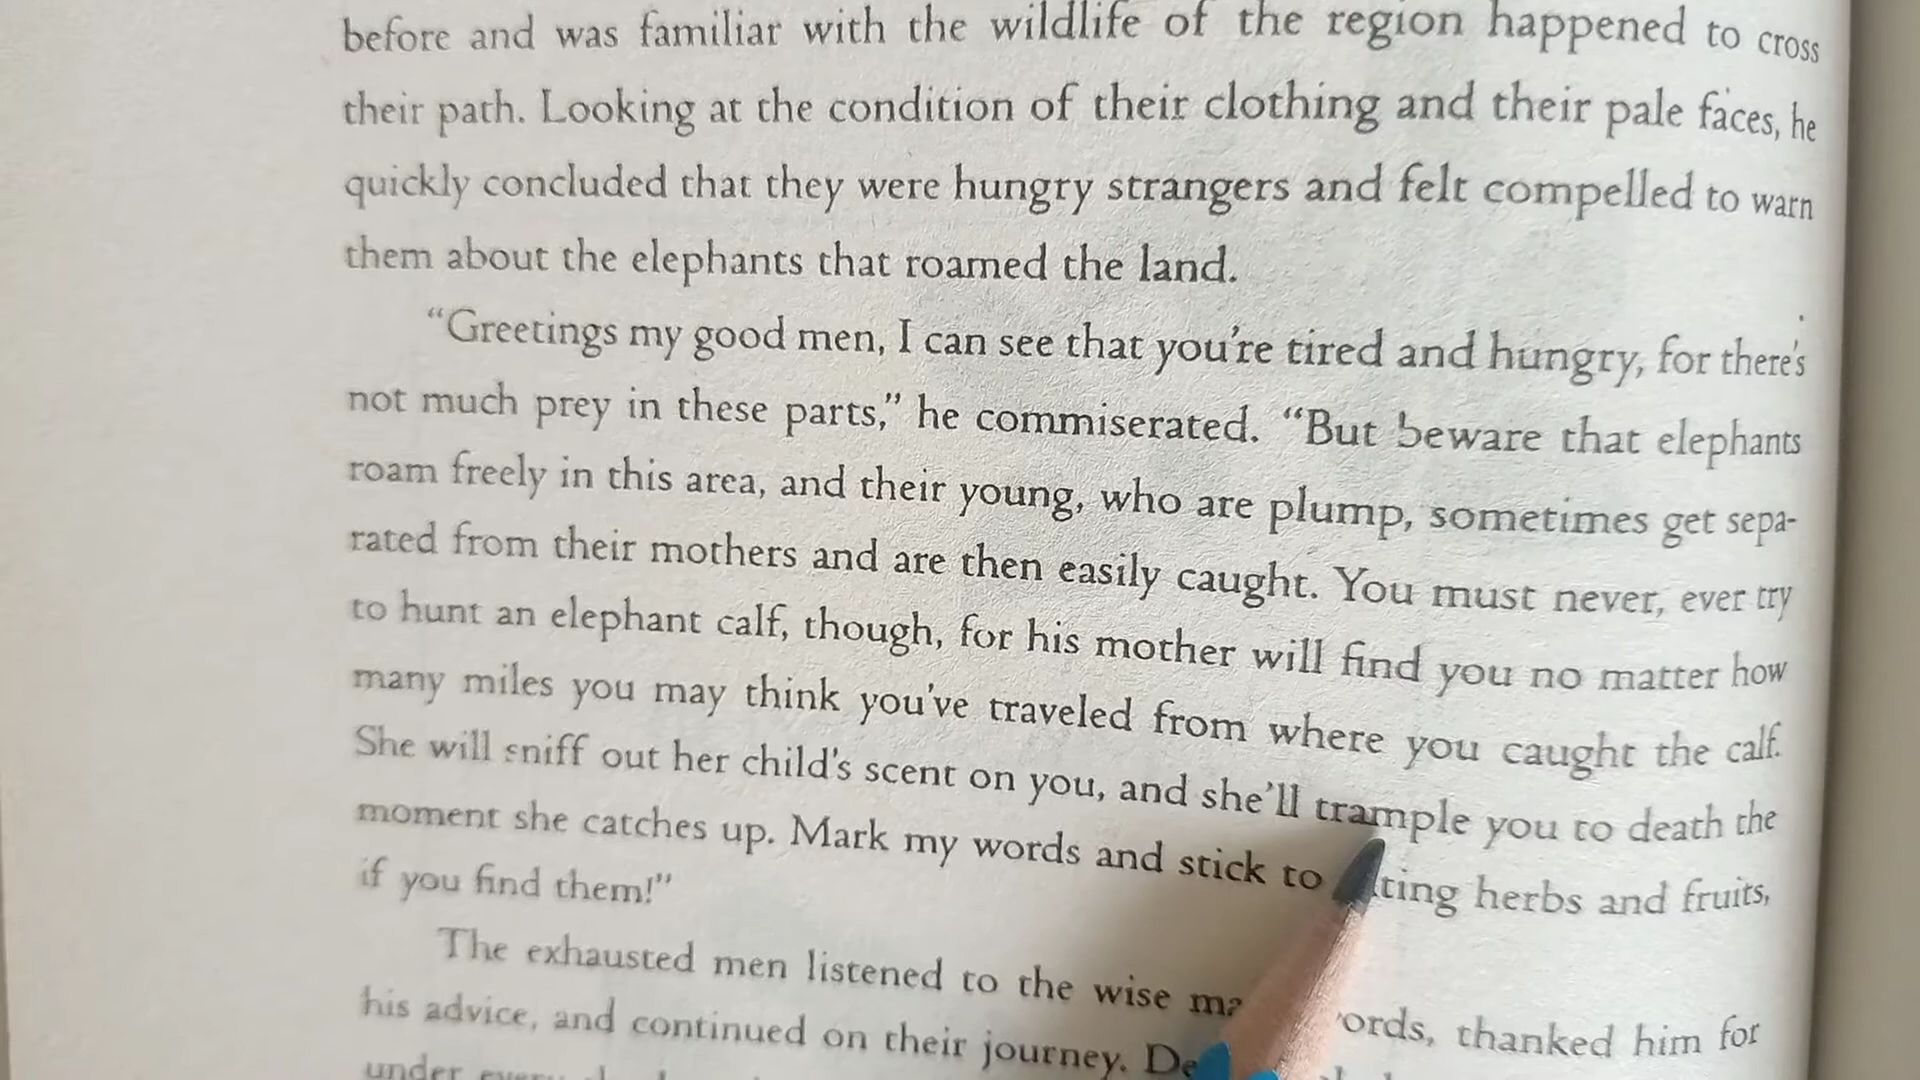 before and was familiar with the wildlife of the region happened to cross
their path. Looking at the condition of their clothing and their pale faces, he
quickly concluded that they were hungry strangers and felt compelled to warn
them about the elephants that roamed the land.
“Greetings my good men, I can see that you’re tired and hungry, for there’s
not much prey in these parts,” he commiserated. “But beware that elephants
roam freely in this area, and their young, who are plump, sometimes get sepa-
rated from their mothers and are then easily caught. You must never, ever try
to hunt an elephant calf, though, for his mother will find you no matter how
many miles you may think you’ve traveled from where you caught the calf.
She will sniff out her child’s scent on you, and she’ll trample you to death the
moment she catches up. Mark my words and stick to herbs and fruits,
if you find them!”
The exhausted men listened to the wise thanked him for
his advice, and continued on their journey.
under